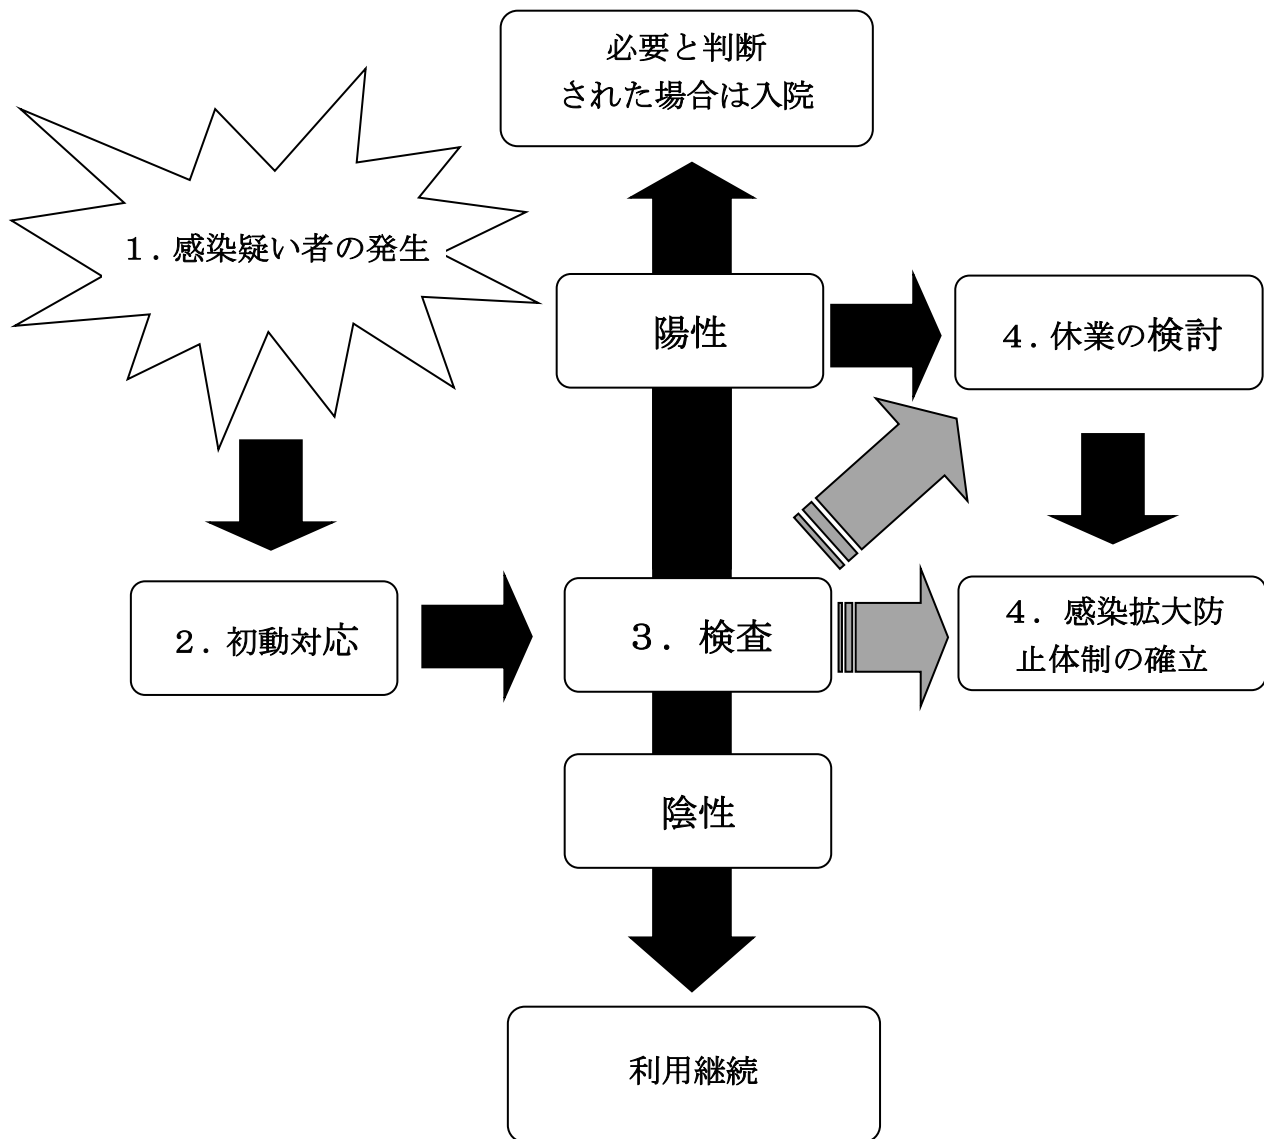 必要と判断
された場合は入院
１．感染疑い者の発生
陽性
４．休業の検討
２．初動対応
３．検査
４．感染拡大防
止体制の確立
陰性
利用継続